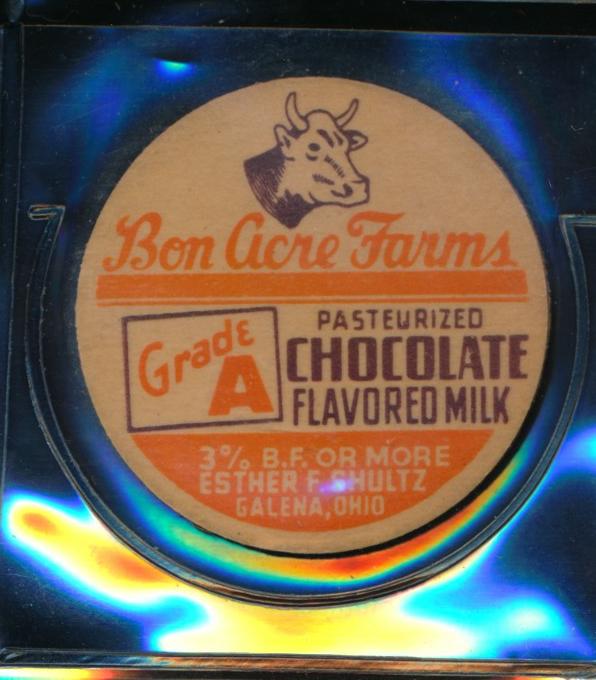 Bon Acre Farms
Grade
A
PASTEURIZED
CHOCOLATE
FLAVORED MILK
3% B.F. OR MORE
ESTHER F. SHULTZ
GALENA, OHIO